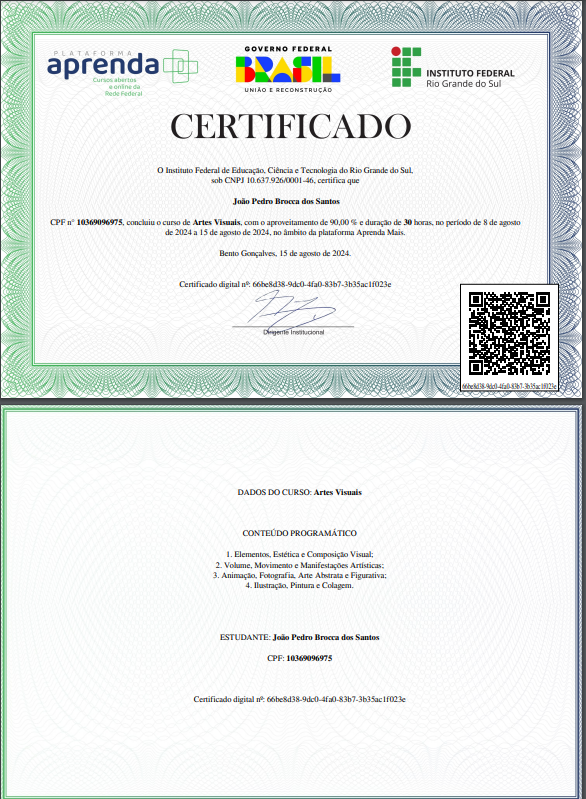 PLATAFORMA
aprenda
Cursos abertos
e online da
Rede Federal
GOVERNO FEDERAL
BRASIL
UNIÃO E RECONSTRUÇÃO
INSTITUTO FEDERAL
Rio Grande do Sul
CERTIFICADO
O Instituto Federal de Educação, Ciência e Tecnologia do Rio Grande do Sul,
sob CNPJ 10.637.926/0001-46, certifica que
João Pedro Brocca dos Santos
CPF n° 10369096975, concluiu o curso de Artes Visuais, com o aproveitamento de 90,00 % e duração de 30 horas, no período de 8 de agosto
de 2024 a 15 de agosto de 2024, no âmbito da plataforma Aprenda Mais.
Bento Gonçalves, 15 de agosto de 2024.
Certificado digital nº: 66be8d38-9dc0-4fa0-83b7-3b35ac1f023e
Dirigente Institucional
66be8d38-9dc0-4fa0-83b7-3b35ac1f023e
DADOS DO CURSO: Artes Visuais
CONTEÚDO PROGRAMÁTICO
1. Elementos, Estética e Composição Visual;
2. Volume, Movimento e Manifestações Artísticas;
3. Animação, Fotografia, Arte Abstrata e Figurativa;
4. Ilustração, Pintura e Colagem.
ESTUDANTE: João Pedro Brocca dos Santos
CPF: 10369096975
Certificado digital nº: 66be8d38-9dc0-4fa0-83b7-3b35ac1f023e